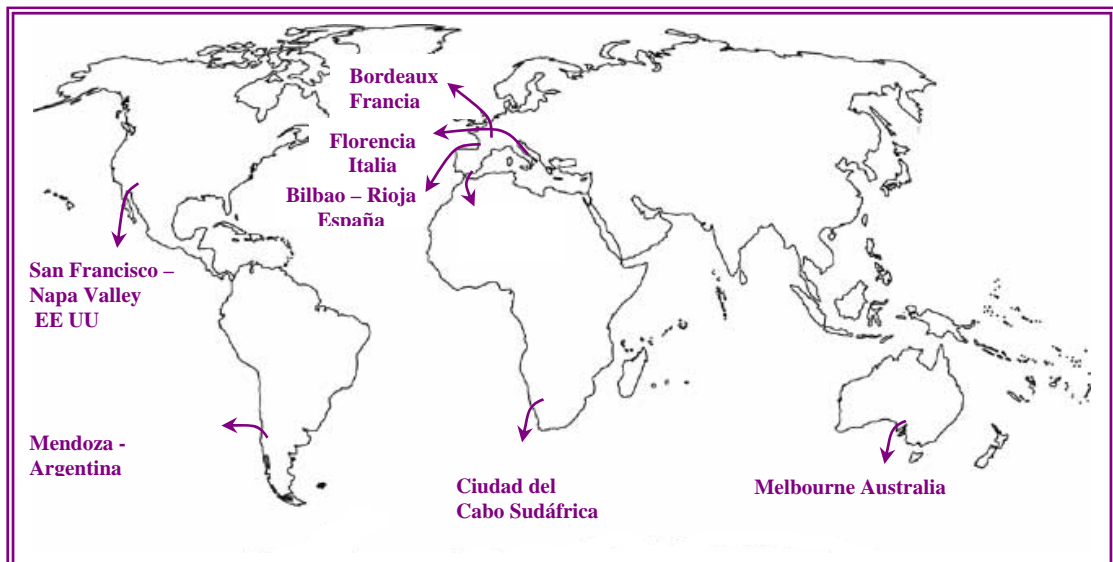 Bordeaux
Francia
Florencia
Italia
Bilbao – Rioja
España
San Francisco –
Napa Valley
EE UU
Mendoza -
Argentina
Ciudad del
Cabo Sudáfrica
Melbourne Australia